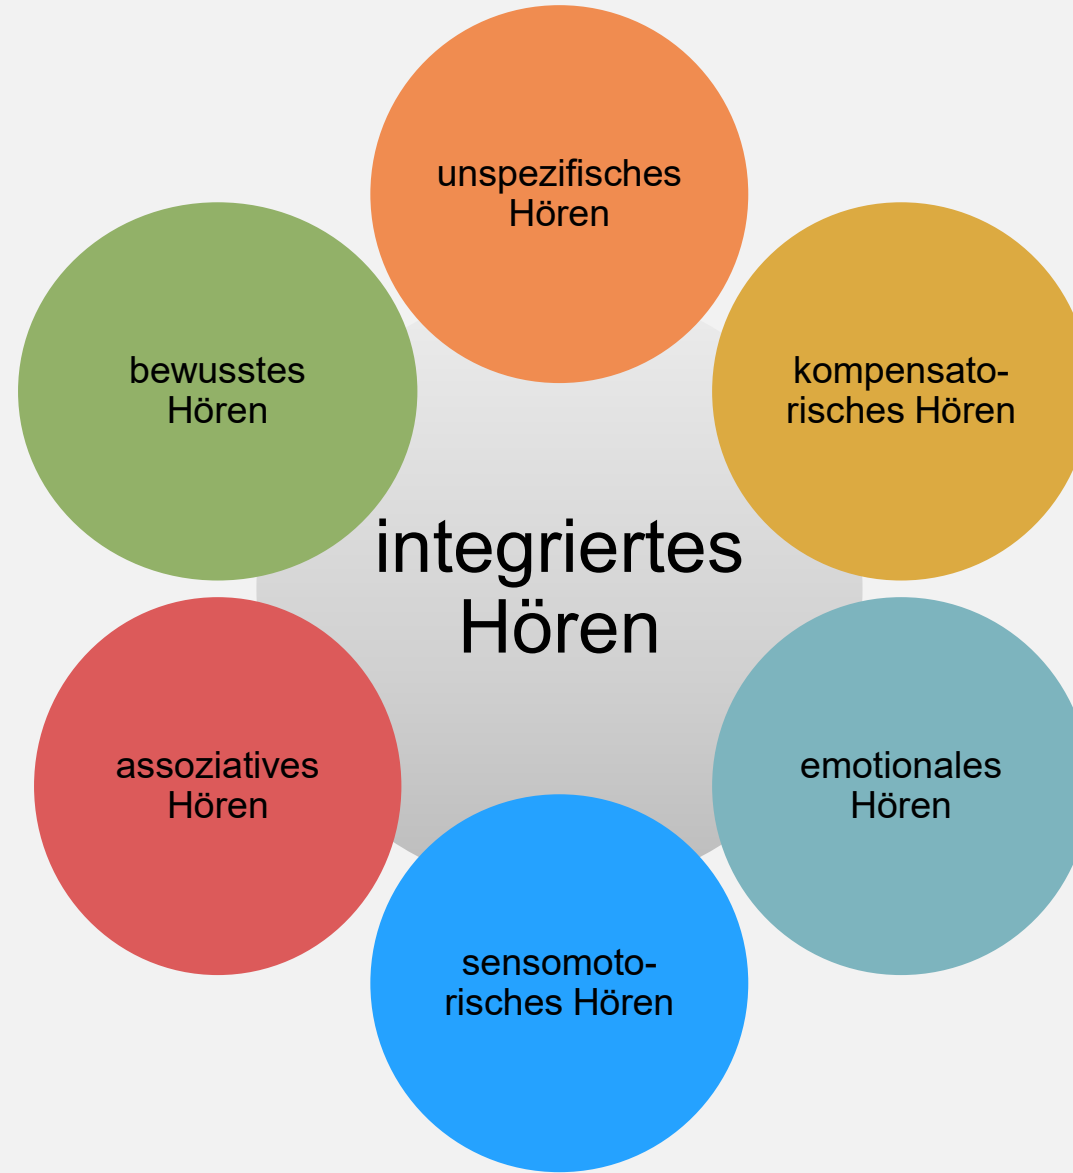 unspezifisches
Hören
bewusstes
Hören
kompensato-
risches Hören
integriertes
Hören
assoziatives
Hören
emotionales
Hören
sensomoto-
risches Hören